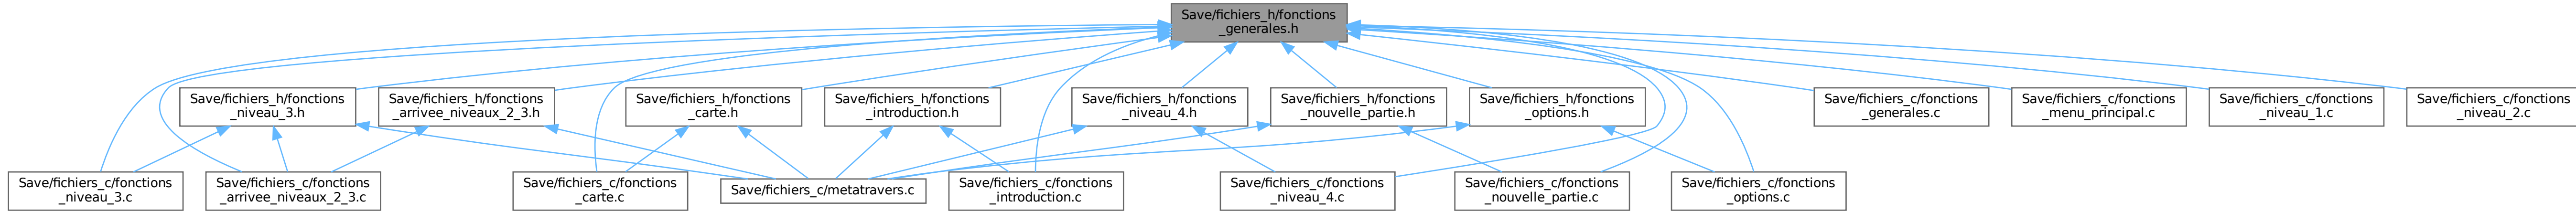 Save/fichiers_h/fonctions
_generales.h
Save/fichiers_h/fonctions
_niveau_3.h
Save/fichiers_h/fonctions
_arrivee_niveaux_2_3.h
Save/fichiers_h/fonctions
_carte.h
Save/fichiers_h/fonctions
_introduction.h
Save/fichiers_h/fonctions
_niveau_4.h
Save/fichiers_h/fonctions
_nouvelle_partie.h
Save/fichiers_h/fonctions
_options.h
Save/fichiers_c/fonctions
_generales.c
Save/fichiers_c/fonctions
_menu_principal.c
Save/fichiers_c/fonctions
_niveau_1.c
Save/fichiers_c/fonctions
_niveau_2.c
Save/fichiers_c/fonctions
_niveau_3.c
Save/fichiers_c/fonctions
_arrivee_niveaux_2_3.c
Save/fichiers_c/fonctions
_carte.c
Save/fichiers_c/metatravers.c
Save/fichiers_c/fonctions
_introduction.c
Save/fichiers_c/fonctions
_niveau_4.c
Save/fichiers_c/fonctions
_nouvelle_partie.c
Save/fichiers_c/fonctions
_options.c